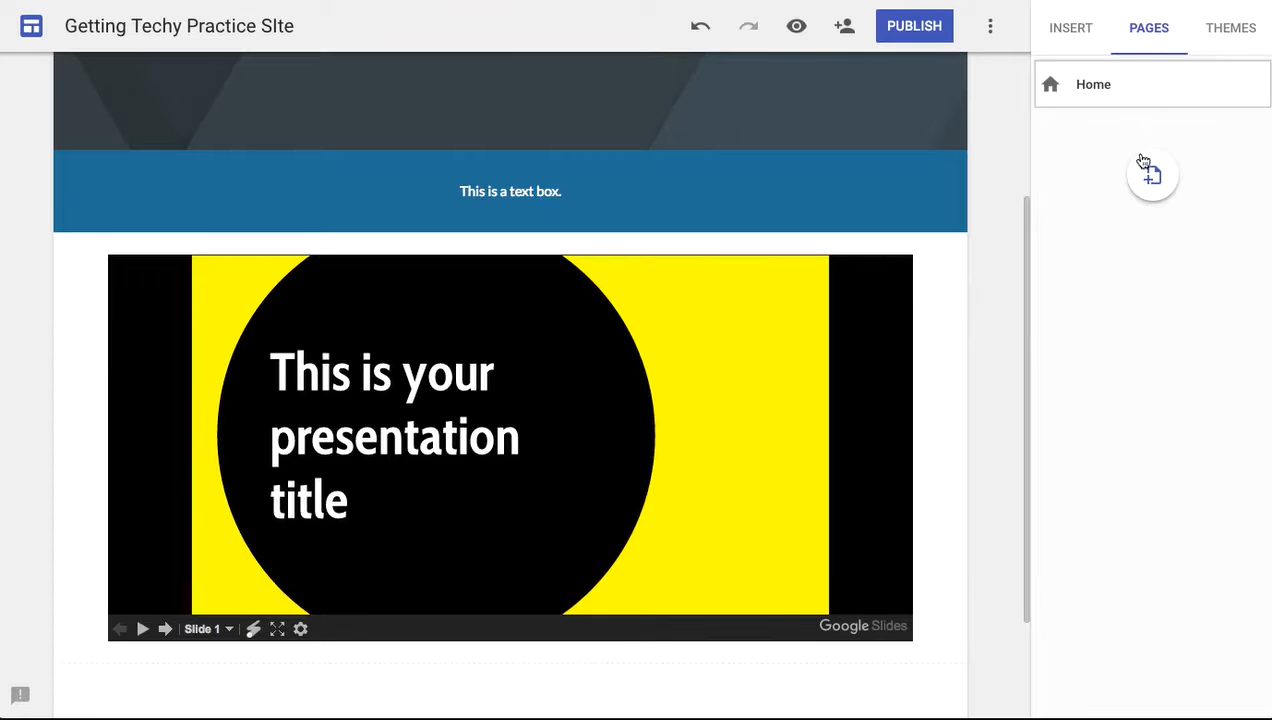 Getting Techy Practice SIte
PUBLISH
INSERT
PAGES
THEMES
Home
This is a text box.
This is your
presentation
title
Slide 1
Google Slides